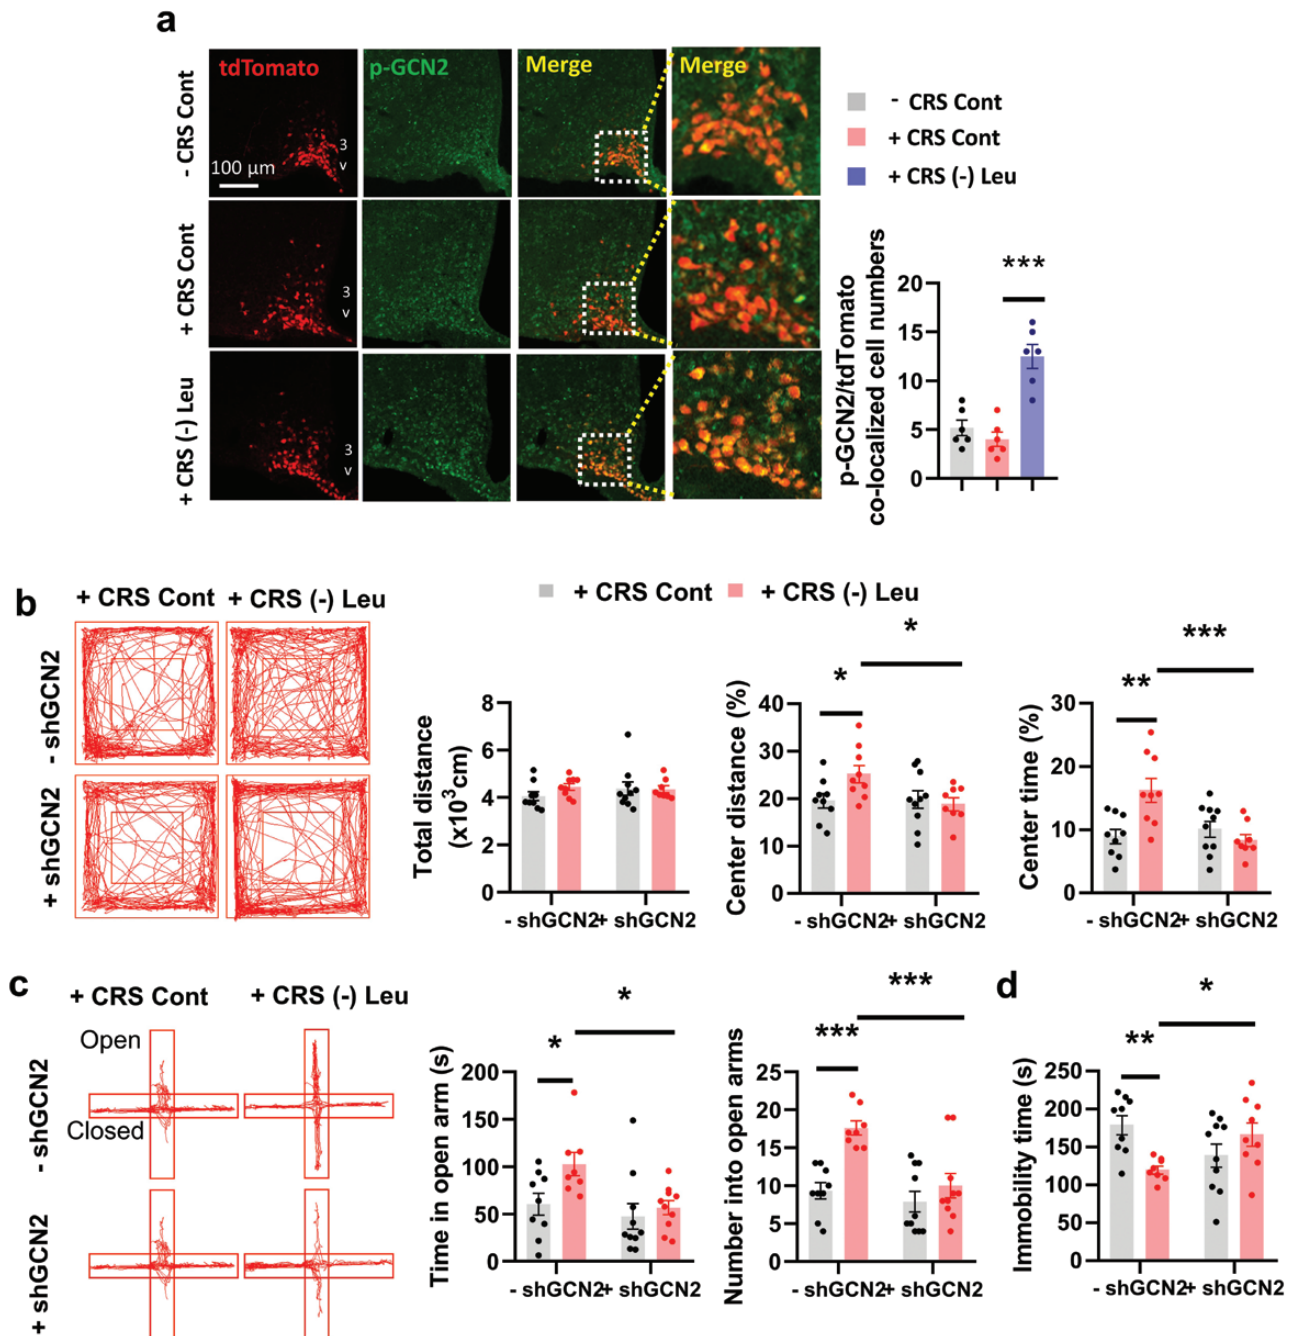 a
tdTomato p-GCN2 Merge Merge
- CRS Cont
3
v
100 μm
+ CRS Cont
3
v
+ CRS (-) Leu
3
v
- CRS Cont
+ CRS Cont
+ CRS (-) Leu
p-GCN2/tdTomato
co-localized cell numbers
20
15
10
5
0
***
b
+ CRS Cont + CRS (-) Leu
- shGCN2
+ shGCN2
+ CRS Cont + CRS (-) Leu
Total distance
(x10³cm)
8
6
4
2
0
- shGCN2 + shGCN2
Center distance (%)
40
30
20
10
0
*
*
- shGCN2 + shGCN2
Center time (%)
30
20
10
0
**
***
- shGCN2 + shGCN2
c
+ CRS Cont + CRS (-) Leu
Open
Closed
- shGCN2
+ shGCN2
Time in open arm (s)
200
150
100
50
0
*
*
- shGCN2 + shGCN2
Number into open arms
25
20
15
10
5
0
***
***
- shGCN2 + shGCN2
d
Immobility time (s)
250
200
150
100
50
0
**
*
- shGCN2 + shGCN2